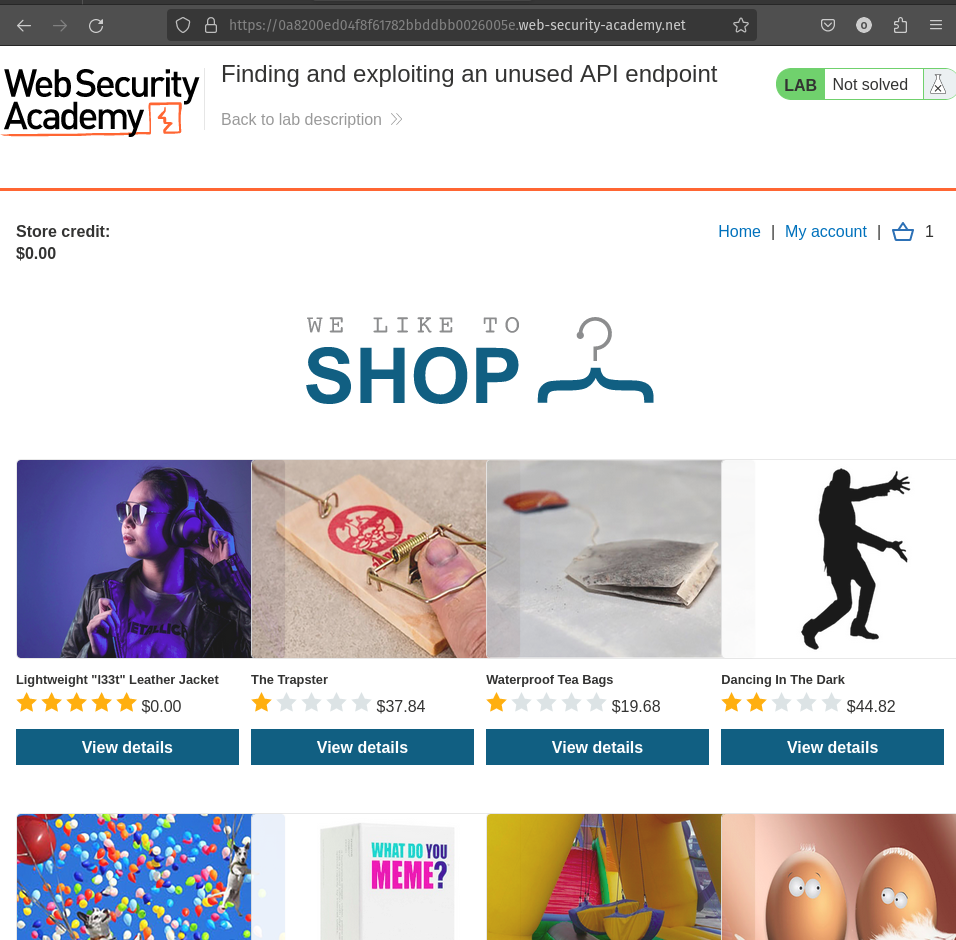 https://0a8200ed04f8f61782bbddbb0026005e.web-security-academy.net
Web Security
Academy
Finding and exploiting an unused API endpoint
Back to lab description
LAB Not solved
Store credit:
$0.00
Home | My account | 1
WE LIKE TO
SHOP
METALLICA
Lightweight "l33t" Leather Jacket
$0.00
View details
The Trapster
$37.84
View details
Waterproof Tea Bags
$19.68
View details
Dancing In The Dark
$44.82
View details
WHAT DO YOU
MEME?